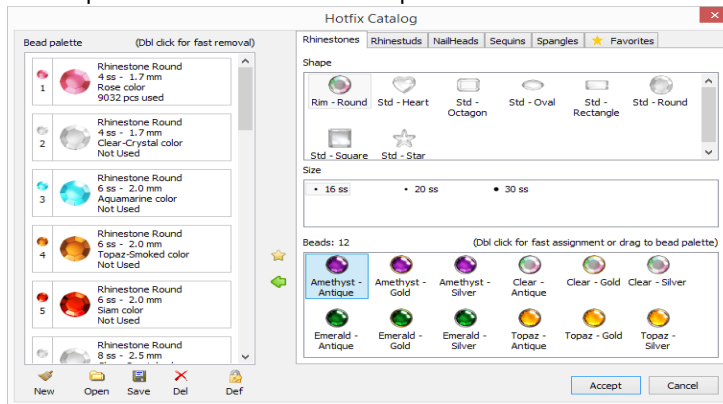 Hotfix Catalog
Bead palette (Dbl click for fast removal)
1
Rhinestone Round
4 ss - 1.7 mm
Rose color
9032 pcs used
2
Rhinestone Round
4 ss - 1.7 mm
Clear-Crystal color
Not Used
3
Rhinestone Round
6 ss - 2.0 mm
Aquamarine color
Not Used
4
Rhinestone Round
6 ss - 2.0 mm
Topaz-Smoked color
Not Used
5
Rhinestone Round
6 ss - 2.0 mm
Siam color
Not Used
Rhinestone Round
8 ss - 2.5 mm
New Open Save Del Def
Rhinestones Rhinestuds NailHeads Sequins Spangles Favorites
Shape
Rim - Round Std - Heart Std - Octagon Std - Oval Std - Rectangle Std - Round
Std - Square Std - Star
Size
16 ss 20 ss 30 ss
Beads: 12 (Dbl click for fast assignment or drag to bead palette)
Amethyst - Antique Amethyst - Gold Amethyst - Silver Clear - Antique Clear - Gold Clear - Silver
Emerald - Antique Emerald - Gold Emerald - Silver Topaz - Antique Topaz - Gold Topaz - Silver
Accept Cancel